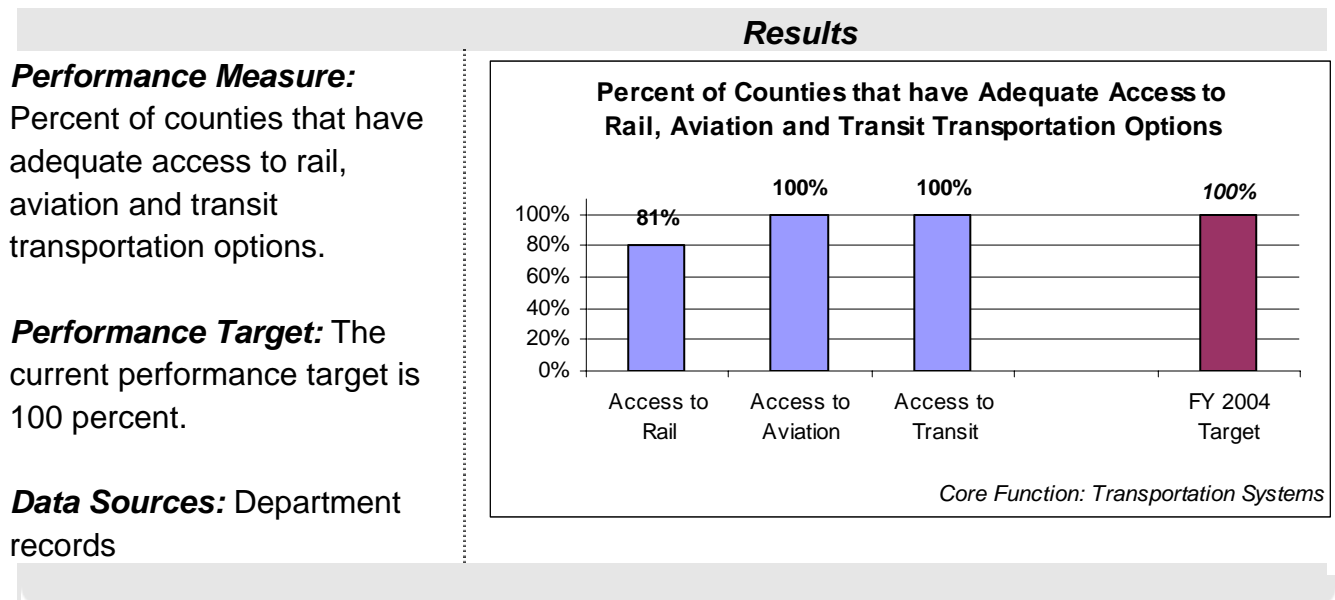 Results
Performance Measure:
Percent of counties that have
adequate access to rail,
aviation and transit
transportation options.
Performance Target: The
current performance target is
100 percent.
Data Sources: Department
records
Percent of Counties that have Adequate Access to
Rail, Aviation and Transit Transportation Options
100%
80%
60%
40%
20%
0%
81%
100%
100%
100%
Access to
Rail
Access to
Aviation
Access to
Transit
FY 2004
Target
Core Function: Transportation Systems